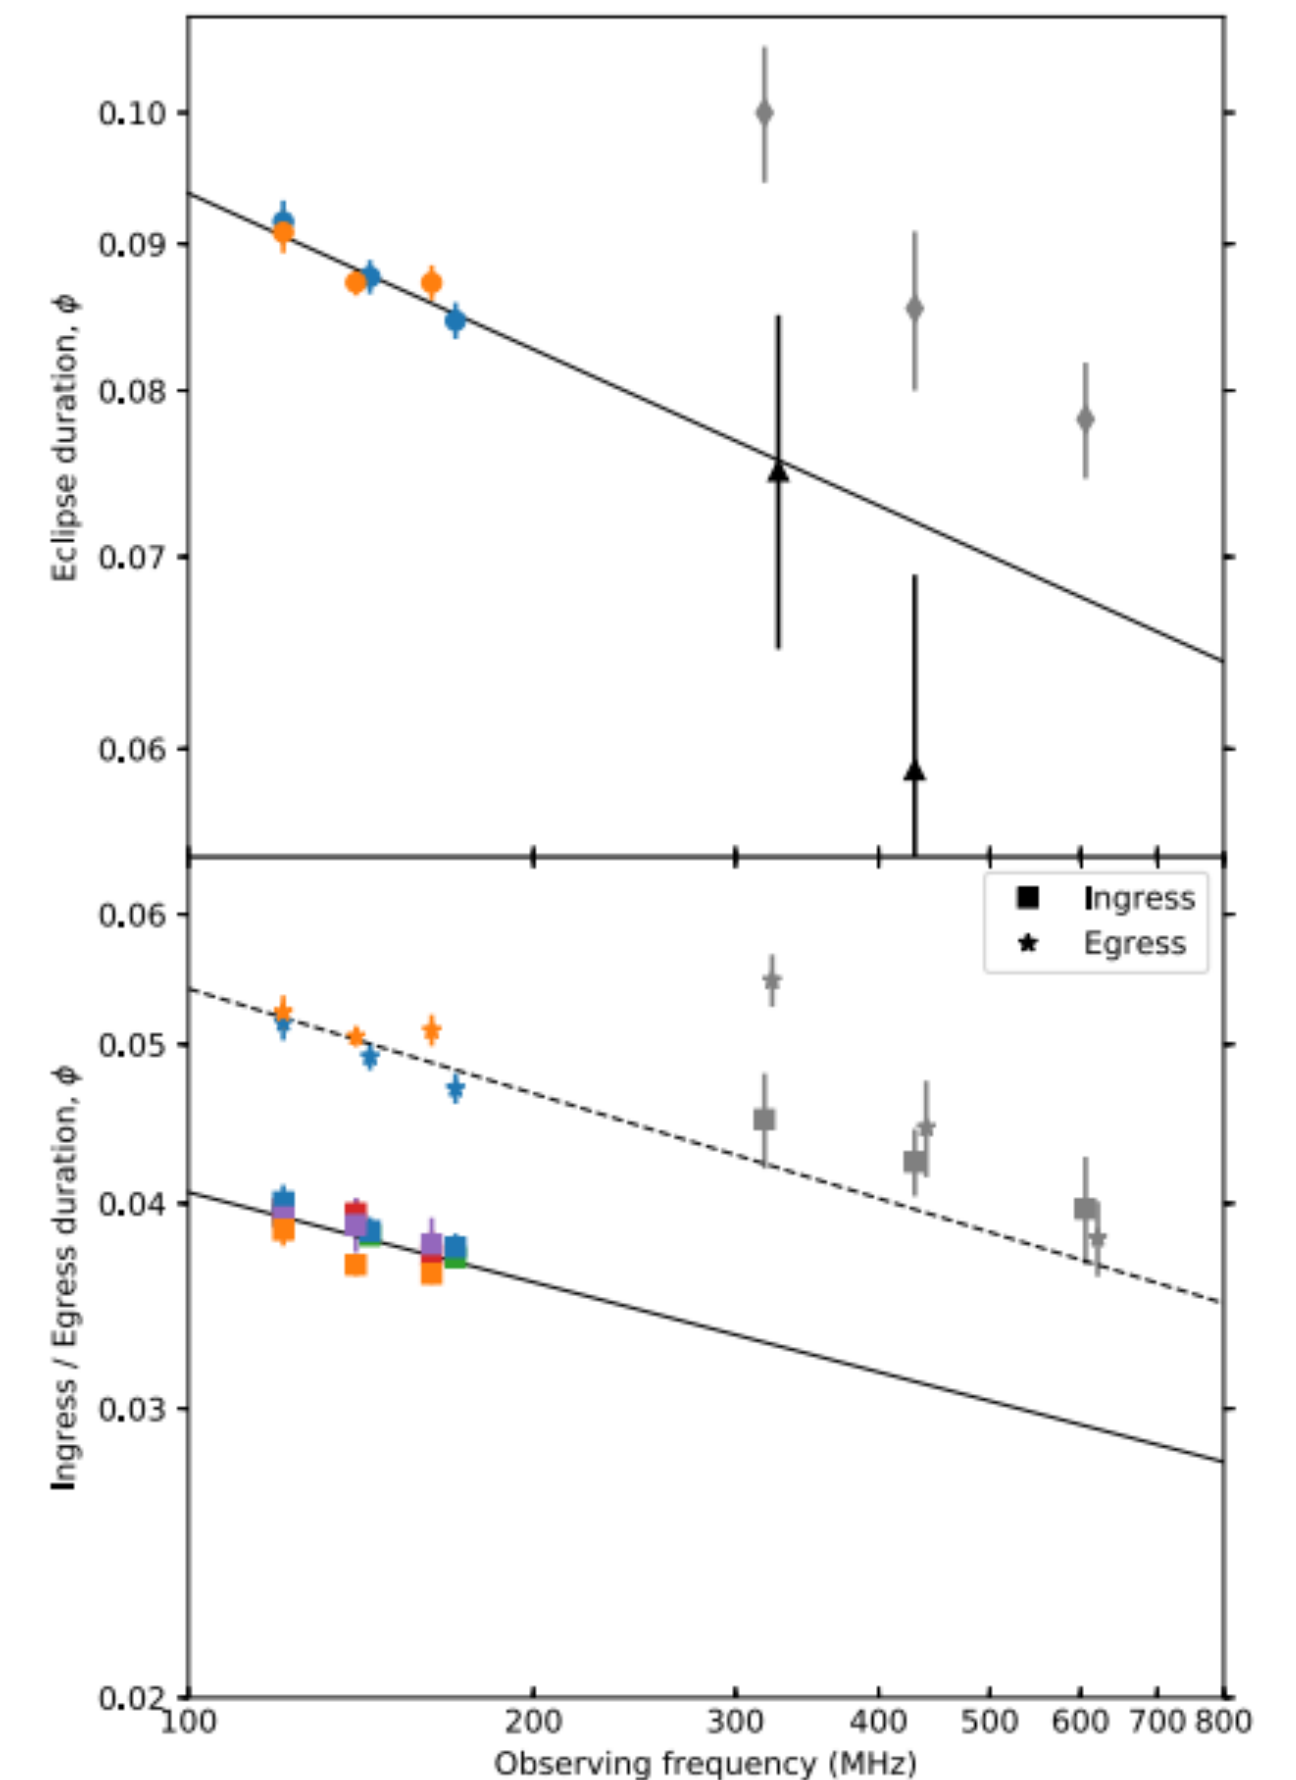 0.10
0.09
0.08
0.07
0.06
Eclipse duration, ϕ
Ingress
Egress
0.06
0.05
0.04
0.03
0.02
Ingress / Egress duration, ϕ
100 200 300 400 500 600 700 800
Observing frequency (MHz)